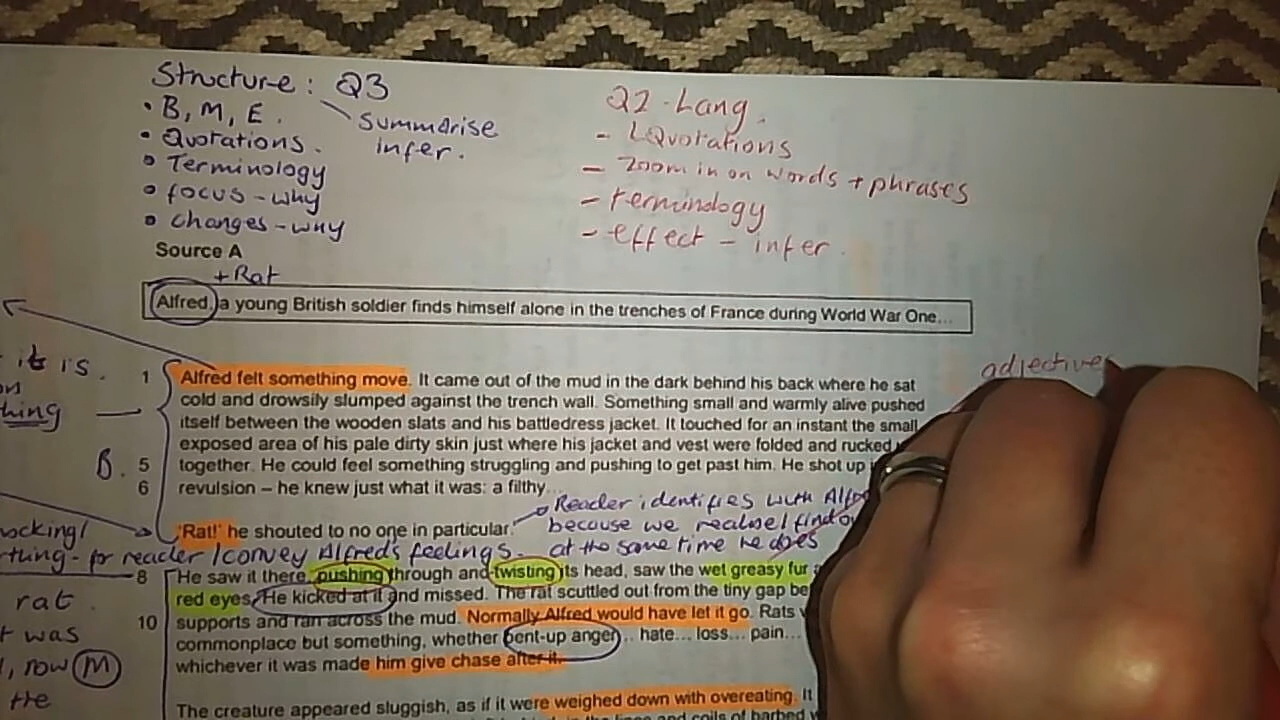 Structure: Q3
• B, M, E.
summarise
infer.
• Quotations.
• Terminology
• focus - why
• changes - why
Q2 - Lang.
- Quotations
- Zoom in on words + phrases
- terminology
- effect - infer.
Source A
+ Rat
Alfred, a young British soldier finds himself alone in the trenches of France during World War One...
adjectives
it is.
1 Alfred felt something move. It came out of the mud in the dark behind his back where he sat
cold and drowsily slumped against the trench wall. Something small and warmly alive pushed
itself between the wooden slats and his battledress jacket. It touched for an instant the small
exposed area of his pale dirty skin just where his jacket and vest were folded and rucked
B. 5 together. He could feel something struggling and pushing to get past him. He shot up
6 revulsion – he knew just what it was: a filthy...
Reader identifies with
because we realise/
at the same time he does
'Rat!' he shouted to no one in particular.
for reader/convey Alfred's feelings.
8 He saw it there, pushing through and twisting its head, saw the wet greasy fur
red eyes. He kicked at it and missed. The rat scuttled out from the tiny gap
10 supports and ran across the mud. Normally Alfred would have let it go. Rats
commonplace but something, whether pent-up anger... hate... loss... pain...
whichever it was made him give chase after it.
rat
was
row M
the
The creature appeared sluggish, as if it were weighed down with overeating. It